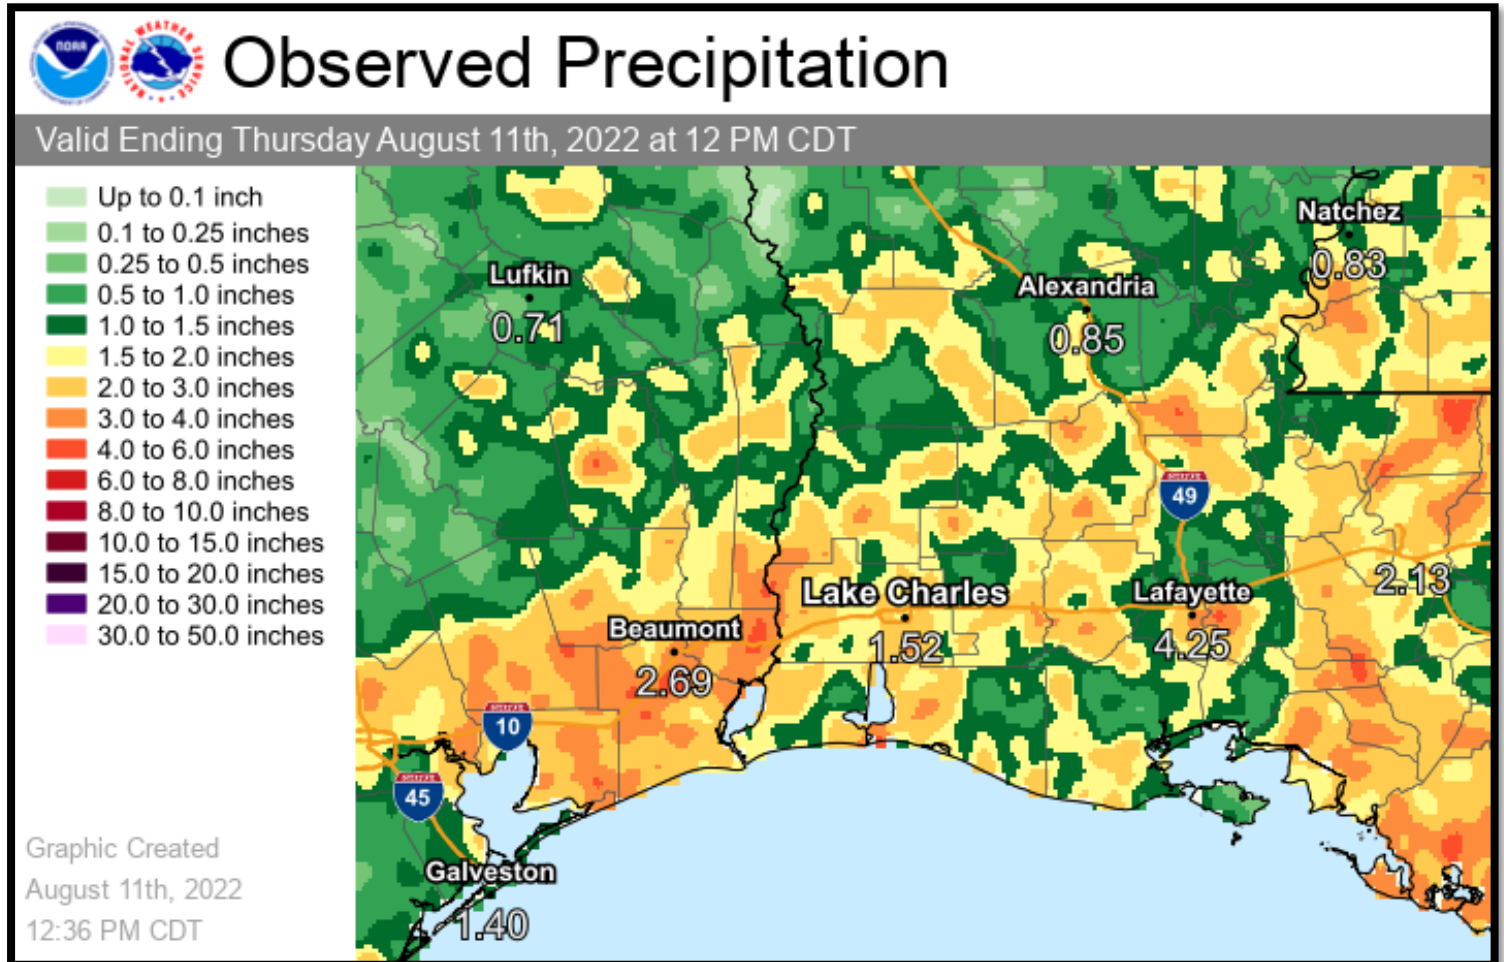 NOAA
NATIONAL WEATHER SERVICE
Observed Precipitation
Valid Ending Thursday August 11th, 2022 at 12 PM CDT
Up to 0.1 inch
0.1 to 0.25 inches
0.25 to 0.5 inches
0.5 to 1.0 inches
1.0 to 1.5 inches
1.5 to 2.0 inches
2.0 to 3.0 inches
3.0 to 4.0 inches
4.0 to 6.0 inches
6.0 to 8.0 inches
8.0 to 10.0 inches
10.0 to 15.0 inches
15.0 to 20.0 inches
20.0 to 30.0 inches
30.0 to 50.0 inches
Graphic Created
August 11th, 2022
12:36 PM CDT
Natchez
0.83
Lufkin
0.71
Alexandria
0.85
49
Lake Charles
1.52
Lafayette
4.25
2.13
Beaumont
2.69
10
45
Galveston
1.40